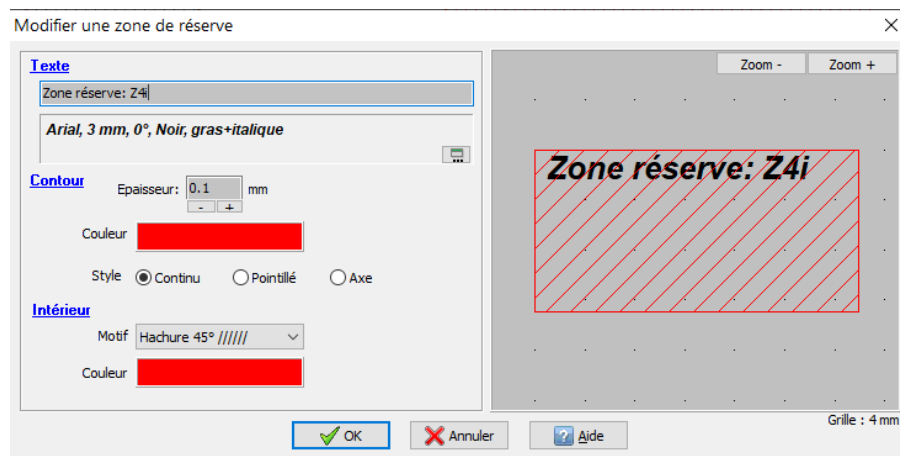 Modifier une zone de réserve
Texte
Zone réserve: Z4i
Arial, 3 mm, 0°, Noir, gras+italique
Contour
Epaisseur: 0.1 mm
- +
Couleur
Style Continu Pointillé Axe
Intérieur
Motif Hachure 45° //////
Couleur
Zoom - Zoom +
Zone réserve: Z4i
Grille : 4 mm
OK Annuler Aide